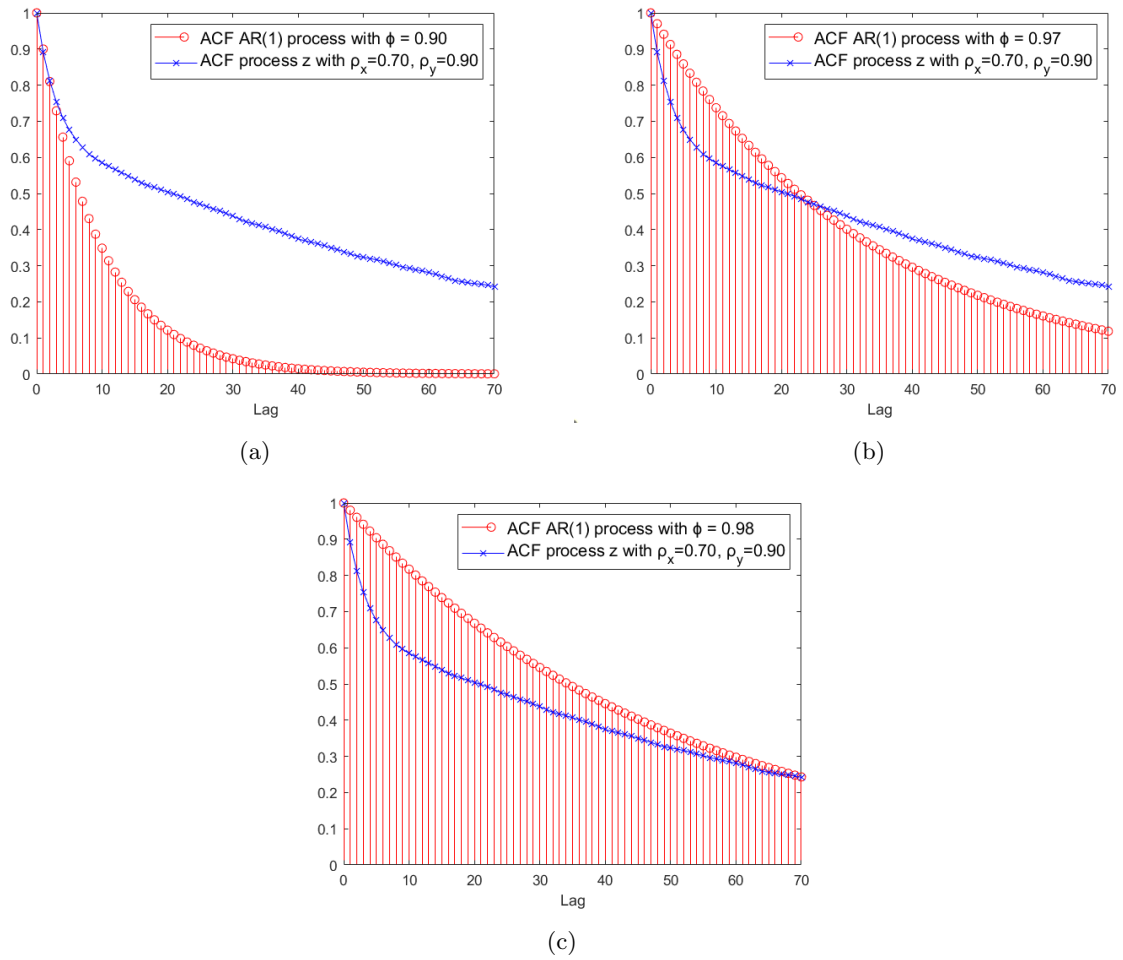 1
0.9
0.8
0.7
0.6
0.5
0.4
0.3
0.2
0.1
0
0 10 20 30 40 50 60 70
Lag
ACF AR(1) process with ϕ = 0.90
ACF process z with ρx=0.70, ρy=0.90
(a)
1
0.9
0.8
0.7
0.6
0.5
0.4
0.3
0.2
0.1
0
0 10 20 30 40 50 60 70
Lag
ACF AR(1) process with ϕ = 0.97
ACF process z with ρx=0.70, ρy=0.90
(b)
1
0.9
0.8
0.7
0.6
0.5
0.4
0.3
0.2
0.1
0
0 10 20 30 40 50 60 70
Lag
ACF AR(1) process with ϕ = 0.98
ACF process z with ρx=0.70, ρy=0.90
(c)